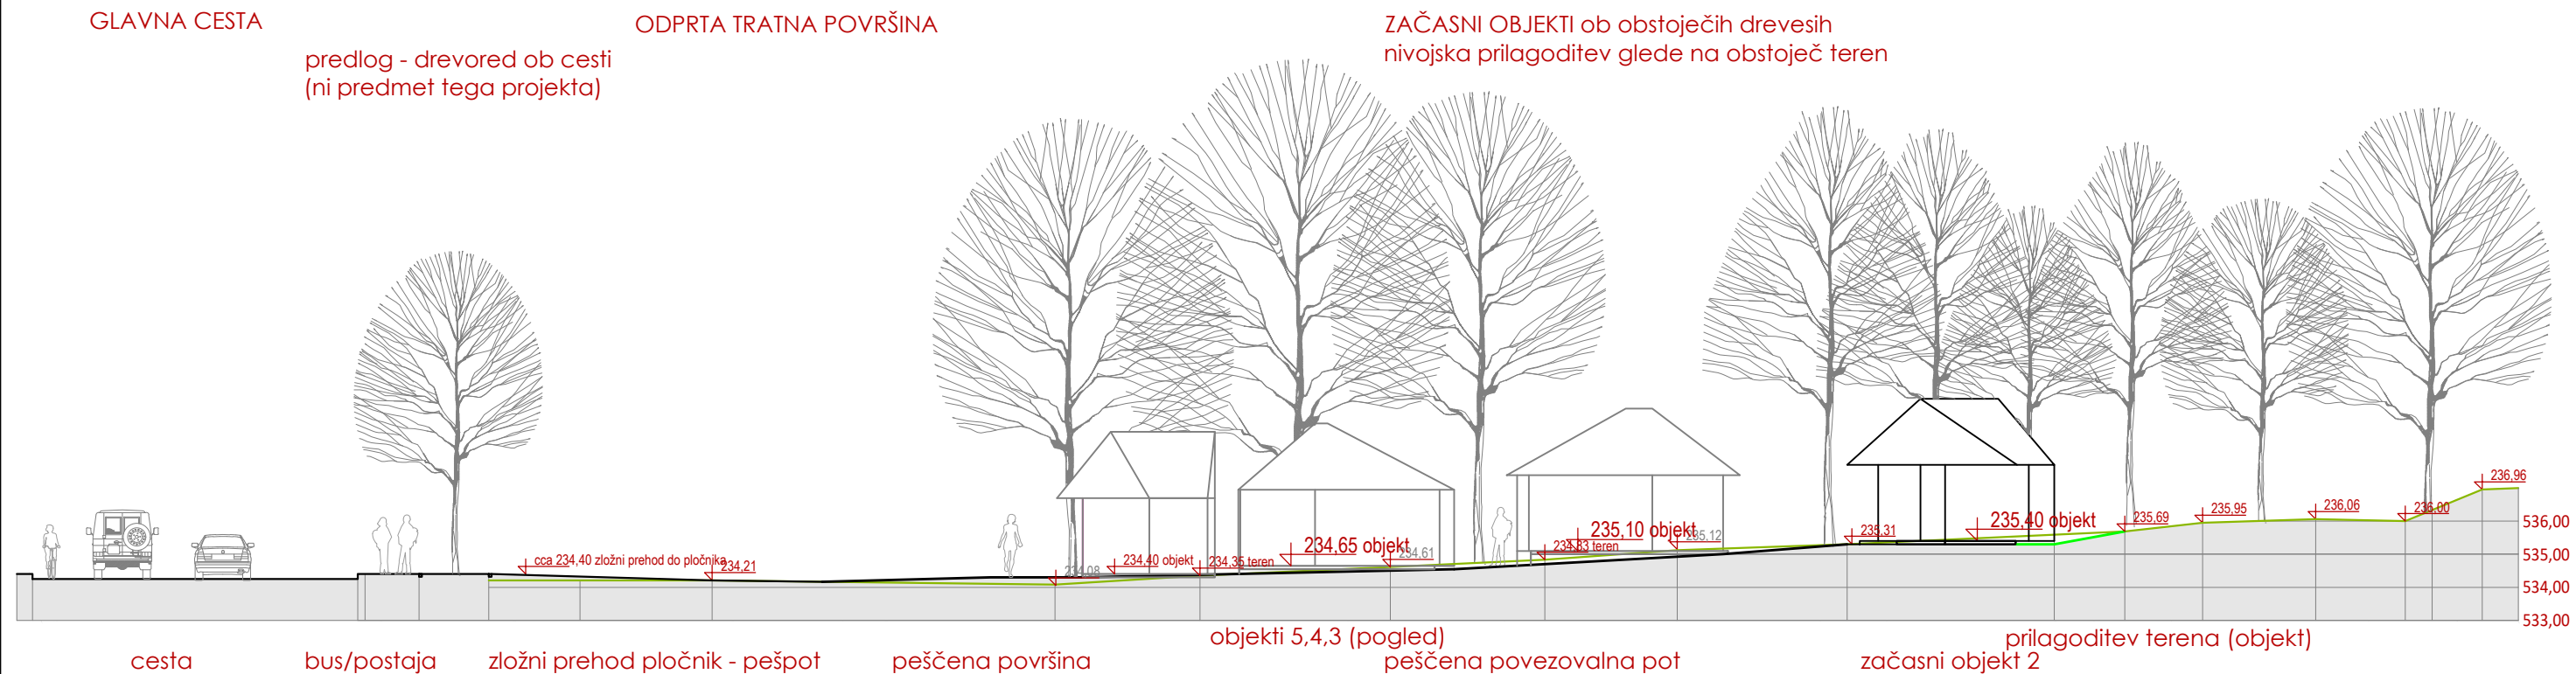 GLAVNA CESTA
ODPRTA TRATNA POVRŠINA
ZAČASNI OBJEKTI ob obstoječih drevesih
nivojska prilagoditev glede na obstoječ teren
predlog - drevored ob cesti
(ni predmet tega projekta)
cca 234,40 zložni prehod do pločnika
234,21
234,08
234,40 objekt
234,35 teren
234,65 objekt
234,61
234,83 teren
235,10 objekt
235,12
235,31
235,40 objekt
235,69
235,95
236,06
236,00
236,96
536,00
535,00
534,00
533,00
objekti 5,4,3 (pogled)
prilagoditev terena (objekt)
cesta
bus/postaja
zložni prehod pločnik - pešpot
peščena površina
peščena povezovalna pot
začasni objekt 2